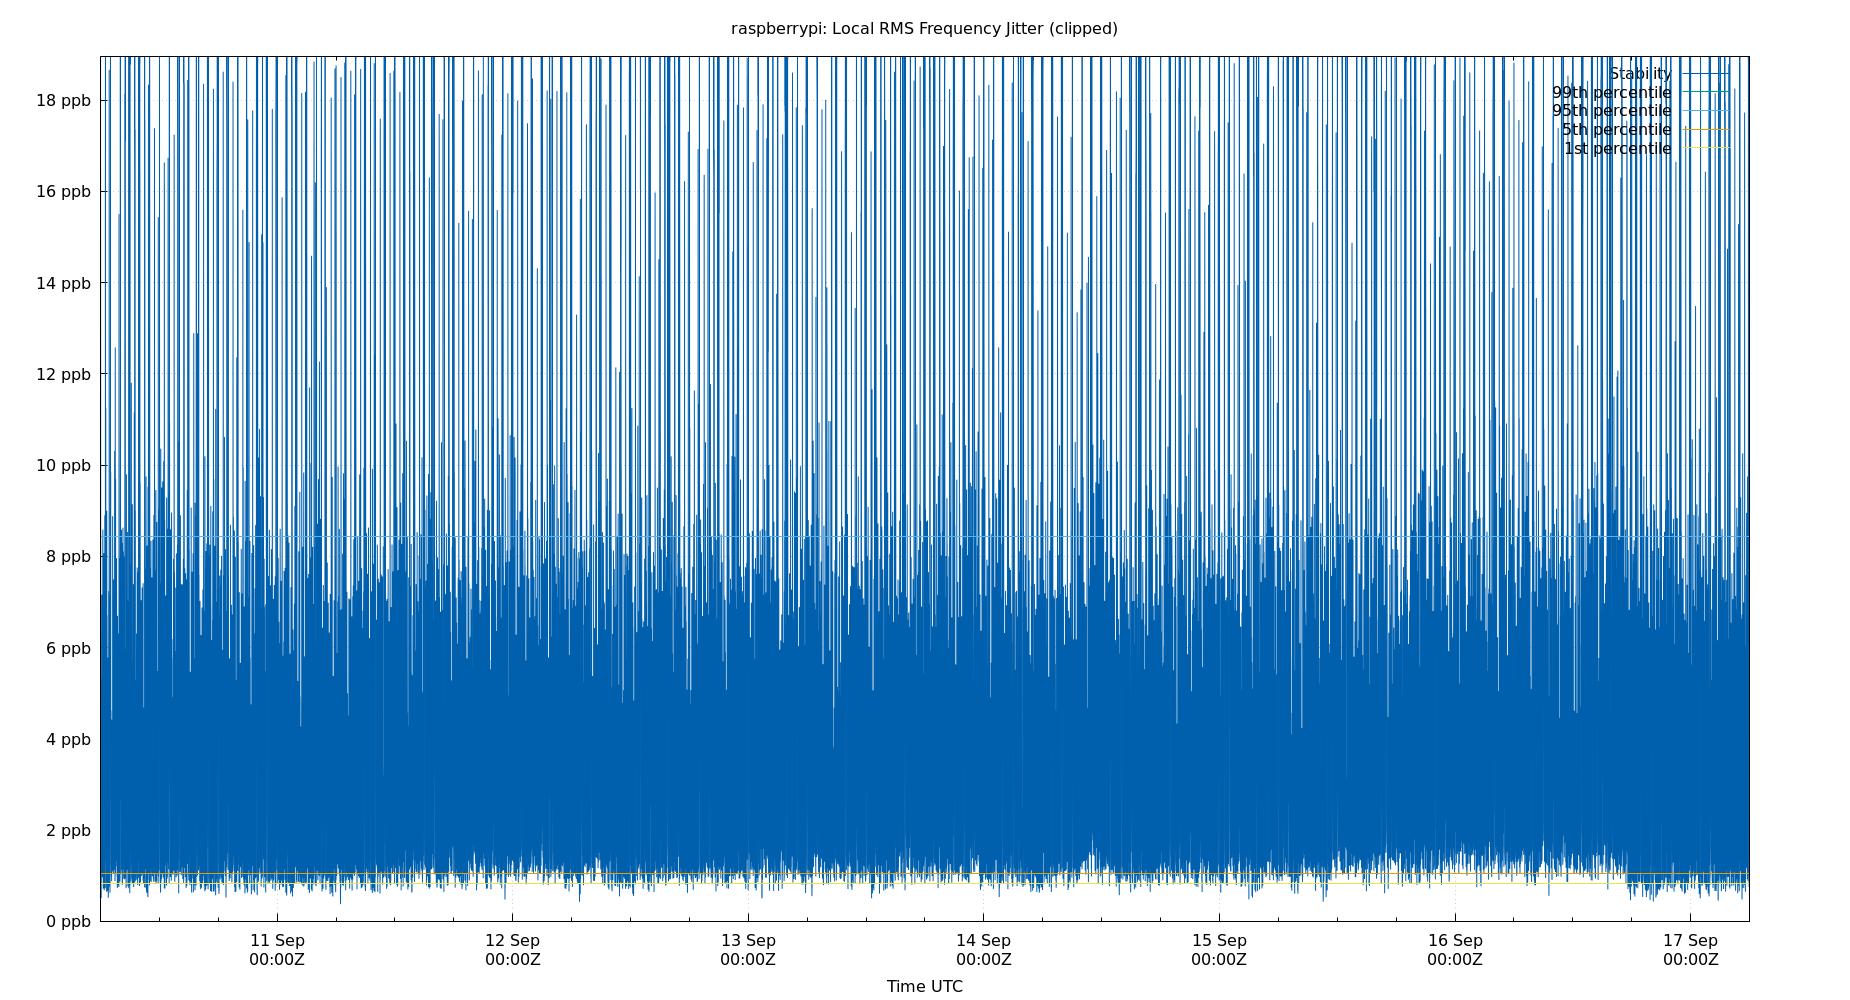 raspberrypi: Local RMS Frequency Jitter (clipped)
Stability
99th percentile
95th percentile
5th percentile
1st percentile
18 ppb
16 ppb
14 ppb
12 ppb
10 ppb
8 ppb
6 ppb
4 ppb
2 ppb
0 ppb
11 Sep
00:00Z
12 Sep
00:00Z
13 Sep
00:00Z
14 Sep
00:00Z
15 Sep
00:00Z
16 Sep
00:00Z
17 Sep
00:00Z
Time UTC